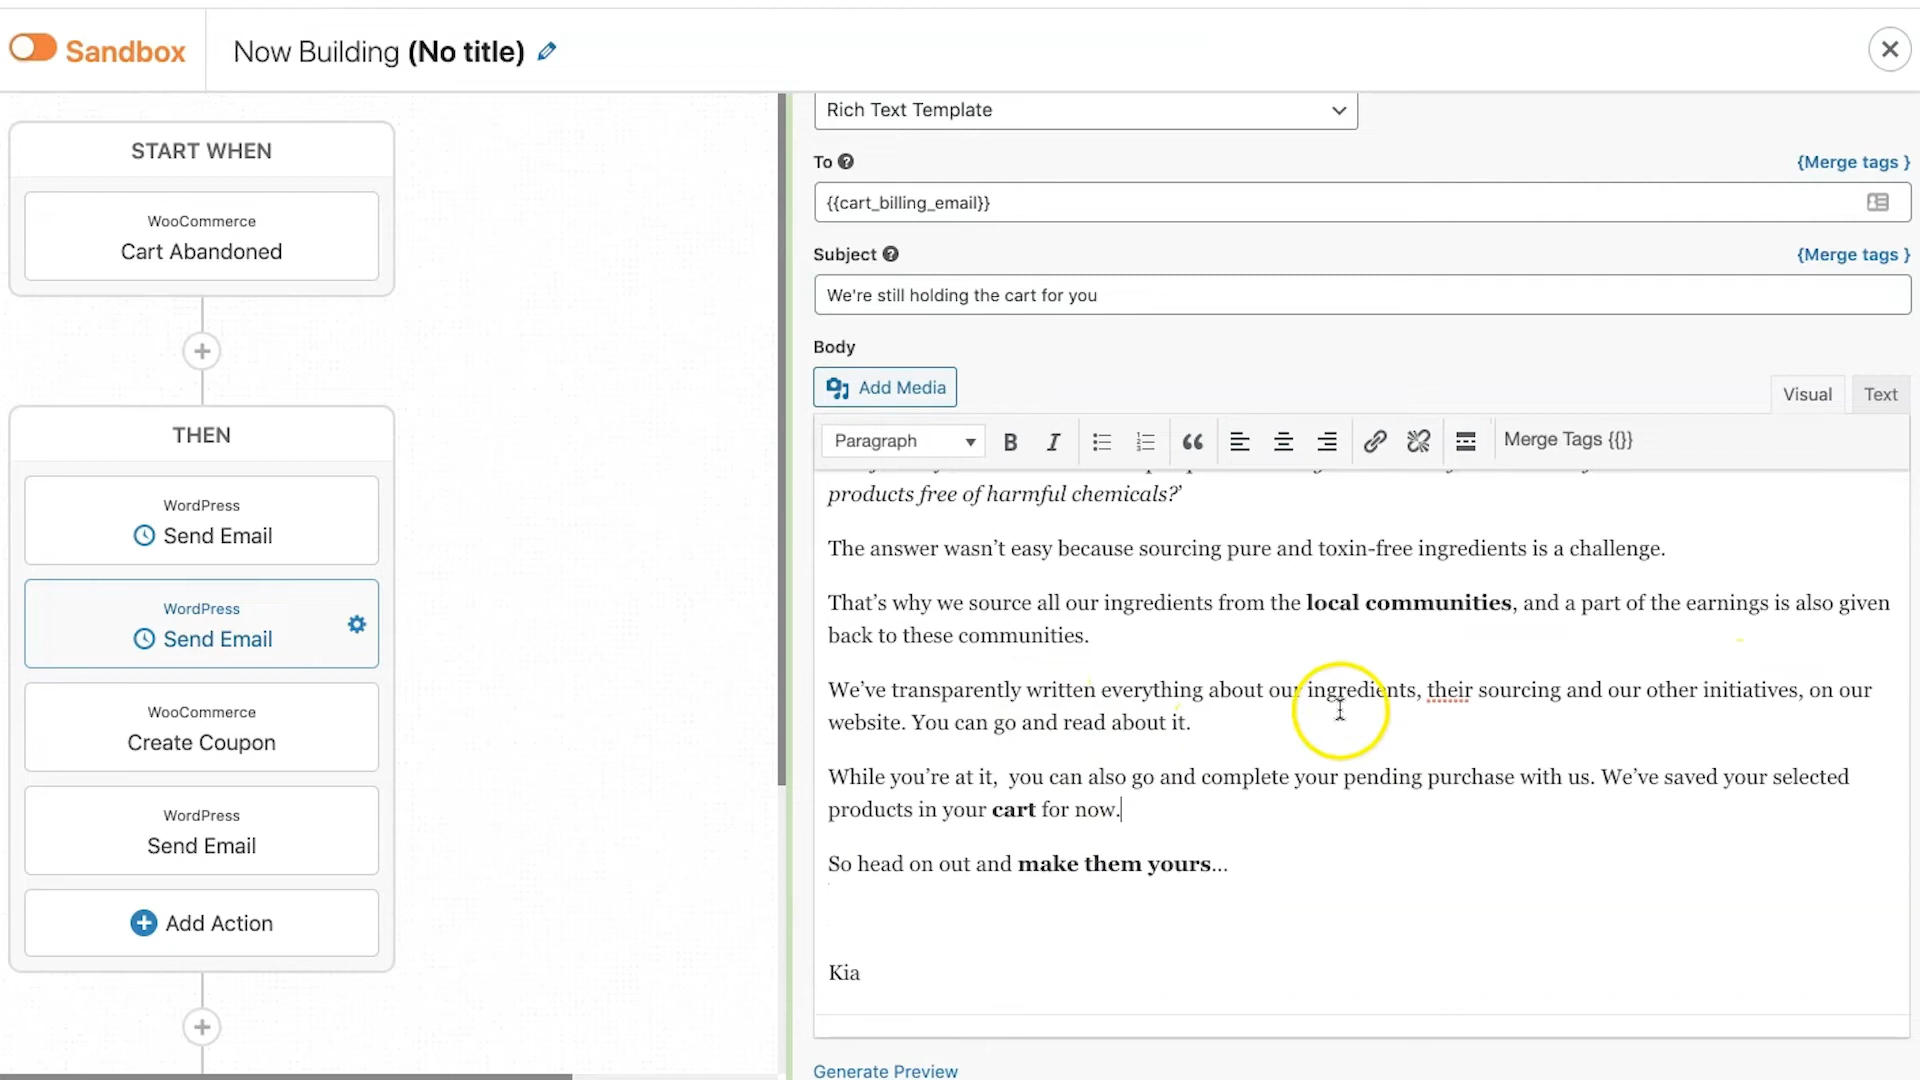 Sandbox
Now Building (No title)
START WHEN
WooCommerce
Cart Abandoned
THEN
WordPress
Send Email
WordPress
Send Email
WooCommerce
Create Coupon
WordPress
Send Email
Add Action
Rich Text Template
To
{Merge tags }
{{cart_billing_email}}
Subject
{Merge tags }
We're still holding the cart for you
Body
Add Media
Visual
Text
Paragraph
B
I
Merge Tags {{}}
products free of harmful chemicals?’
The answer wasn’t easy because sourcing pure and toxin-free ingredients is a challenge.
That’s why we source all our ingredients from the local communities, and a part of the earnings is also given
back to these communities.
We’ve transparently written everything about our ingredients, their sourcing and our other initiatives, on our
website. You can go and read about it.
While you’re at it,  you can also go and complete your pending purchase with us. We’ve saved your selected
products in your cart for now.
So head on out and make them yours...
Kia
Generate Preview